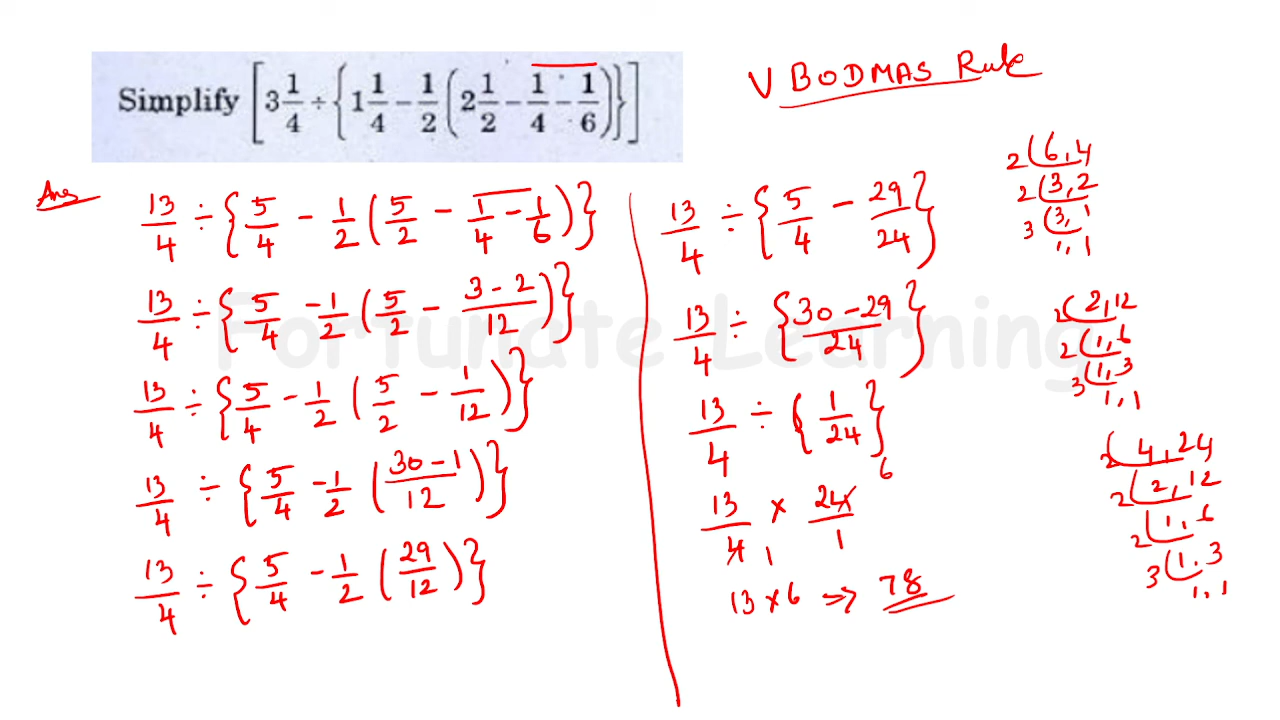 V BODMAS Rule
Simplify [3 1/4 ÷ {1 1/4 − 1/2 (2 1/2 − 1/4 − 1/6)}]
Ans
13/4 ÷ {5/4 − 1/2 (5/2 − 1/4 − 1/6)}
13/4 ÷ {5/4 − 1/2 (5/2 − 3 − 2/12)}
13/4 ÷ {5/4 − 1/2 (5/2 − 1/12)}
13/4 ÷ {5/4 − 1/2 (30 − 1/12)}
13/4 ÷ {5/4 − 1/2 (29/12)}
13/4 ÷ {5/4 − 29/24}
13/4 ÷ {30 − 29/24}
13/4 ÷ {1/24}
13/4 × 24/1
6
1
13 × 6 ⇒ 78
2 6, 4
2 3, 2
3 3, 1
1, 1
2 2, 12
2 1, 6
3 1, 3
1, 1
2 4, 24
2 2, 12
2 1, 6
3 1, 3
1, 1
Fortunate Learning